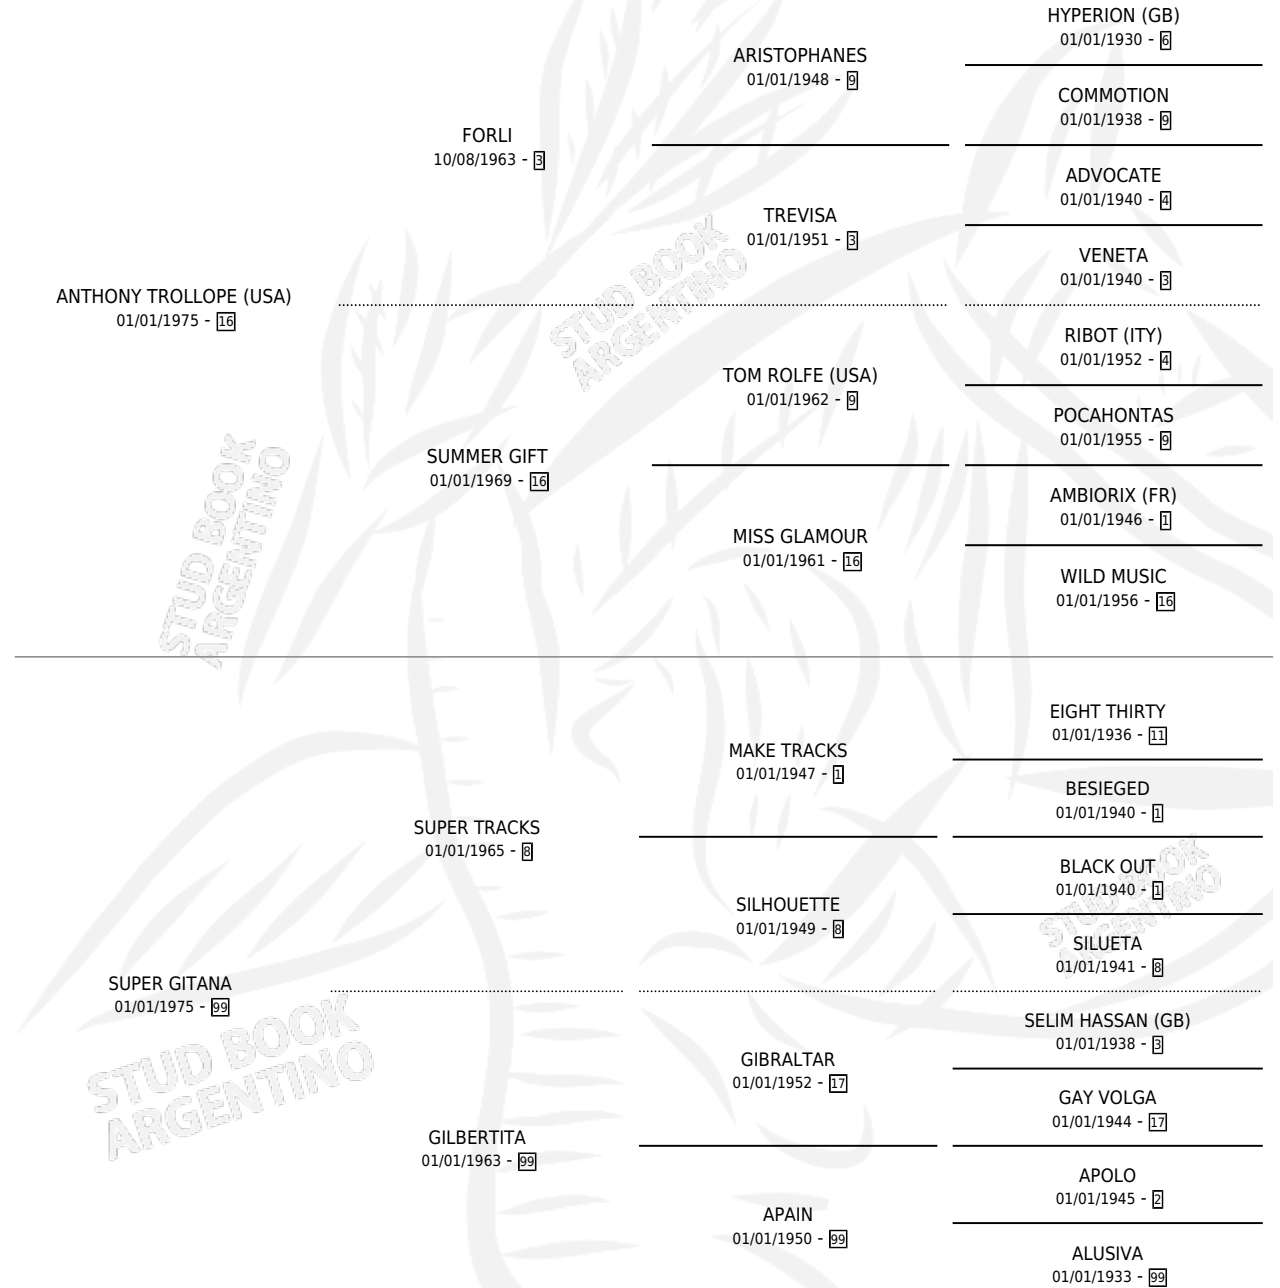 HYPERION (GB)
01/01/1930 - 6
ARISTOPHANES
01/01/1948 - 9
COMMOTION
01/01/1938 - 9
FORLI
10/08/1963 - 3
ADVOCATE
01/01/1940 - 4
TREVISA
01/01/1951 - 3
VENETA
01/01/1940 - 3
ANTHONY TROLLOPE (USA)
01/01/1975 - 16
RIBOT (ITY)
01/01/1952 - 4
TOM ROLFE (USA)
01/01/1962 - 9
POCAHONTAS
01/01/1955 - 9
SUMMER GIFT
01/01/1969 - 16
AMBIORIX (FR)
01/01/1946 - 1
MISS GLAMOUR
01/01/1961 - 16
WILD MUSIC
01/01/1956 - 16
EIGHT THIRTY
01/01/1936 - 11
MAKE TRACKS
01/01/1947 - 1
BESIEGED
01/01/1940 - 1
SUPER TRACKS
01/01/1965 - 8
BLACK OUT
01/01/1940 - 1
SILHOUETTE
01/01/1949 - 8
SILUETA
01/01/1941 - 8
SUPER GITANA
01/01/1975 - 99
SELIM HASSAN (GB)
01/01/1938 - 3
GIBRALTAR
01/01/1952 - 17
GAY VOLGA
01/01/1944 - 17
GILBERTITA
01/01/1963 - 99
APOLO
01/01/1945 - 2
APAIN
01/01/1950 - 99
ALUSIVA
01/01/1933 - 99
STUD BOOK
ARGENTINO
STUD BOOK
ARGENTINO
STUD BOOK
ARGENTINO
STUD BOOK
ARGENTINO